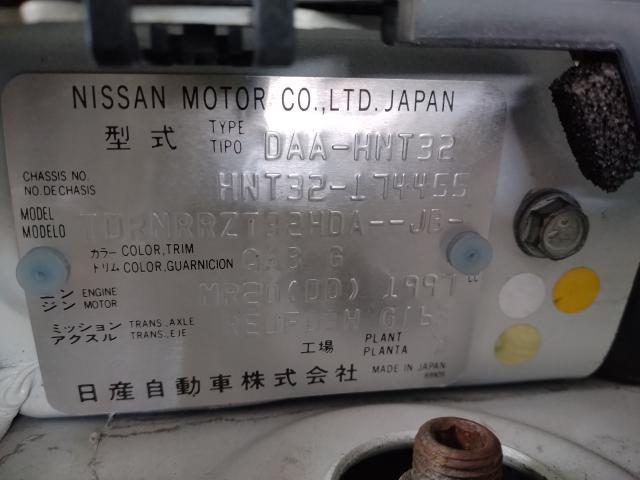 NISSAN MOTOR CO.,LTD.JAPAN
型式 TYPE TIPO DAA-HNT32
CHASSIS NO. NO.DE CHASIS HNT32-174455
MODEL MODELO
カラー COLOR,TRIM
トリム COLOR,GUARNICION G
エンジン ENGINE MOTOR MR20(DD) 1997 cc
ミッション TRANS.,AXLE
アクスル TRANS.,EJE
工場 PLANT PLANTA
MADE IN JAPAN
日産自動車株式会社